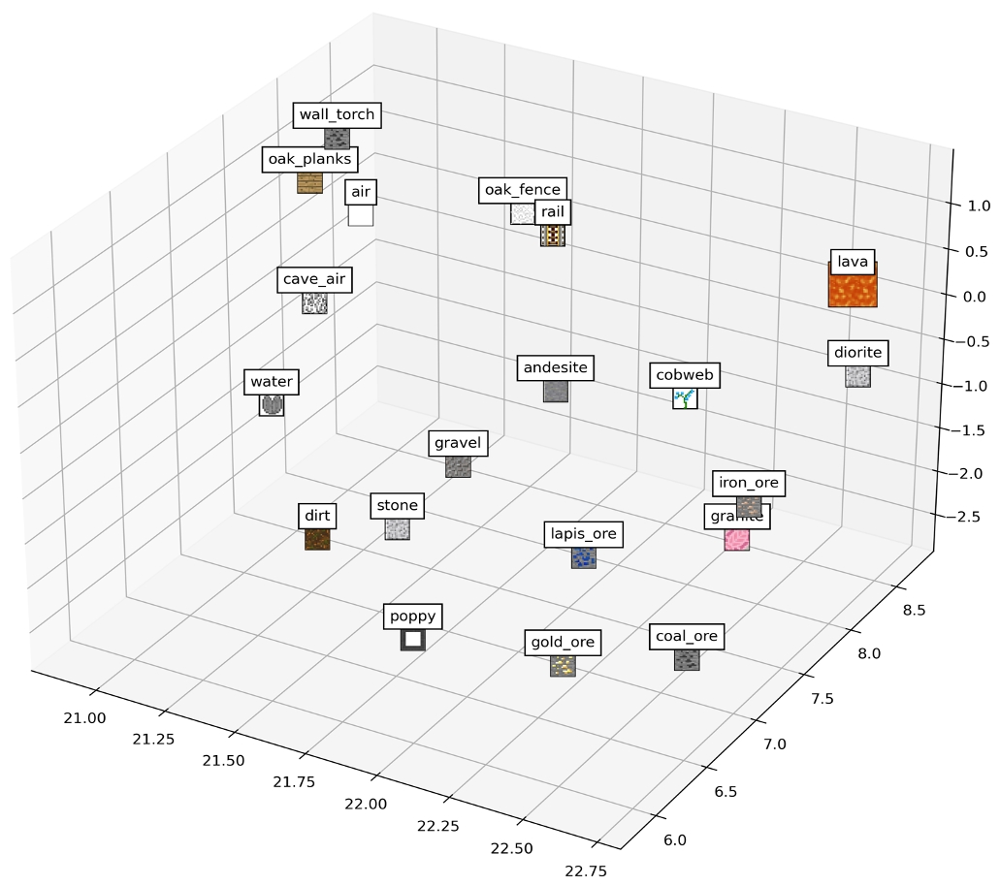 wall_torch
oak_planks
air
oak_fence
rail
lava
cave_air
diorite
andesite
cobweb
water
gravel
iron_ore
granite
stone
dirt
lapis_ore
poppy
gold_ore
coal_ore
1.0
0.5
0.0
−0.5
−1.0
−1.5
−2.0
−2.5
8.5
8.0
7.5
7.0
6.5
6.0
21.00
21.25
21.50
21.75
22.00
22.25
22.50
22.75